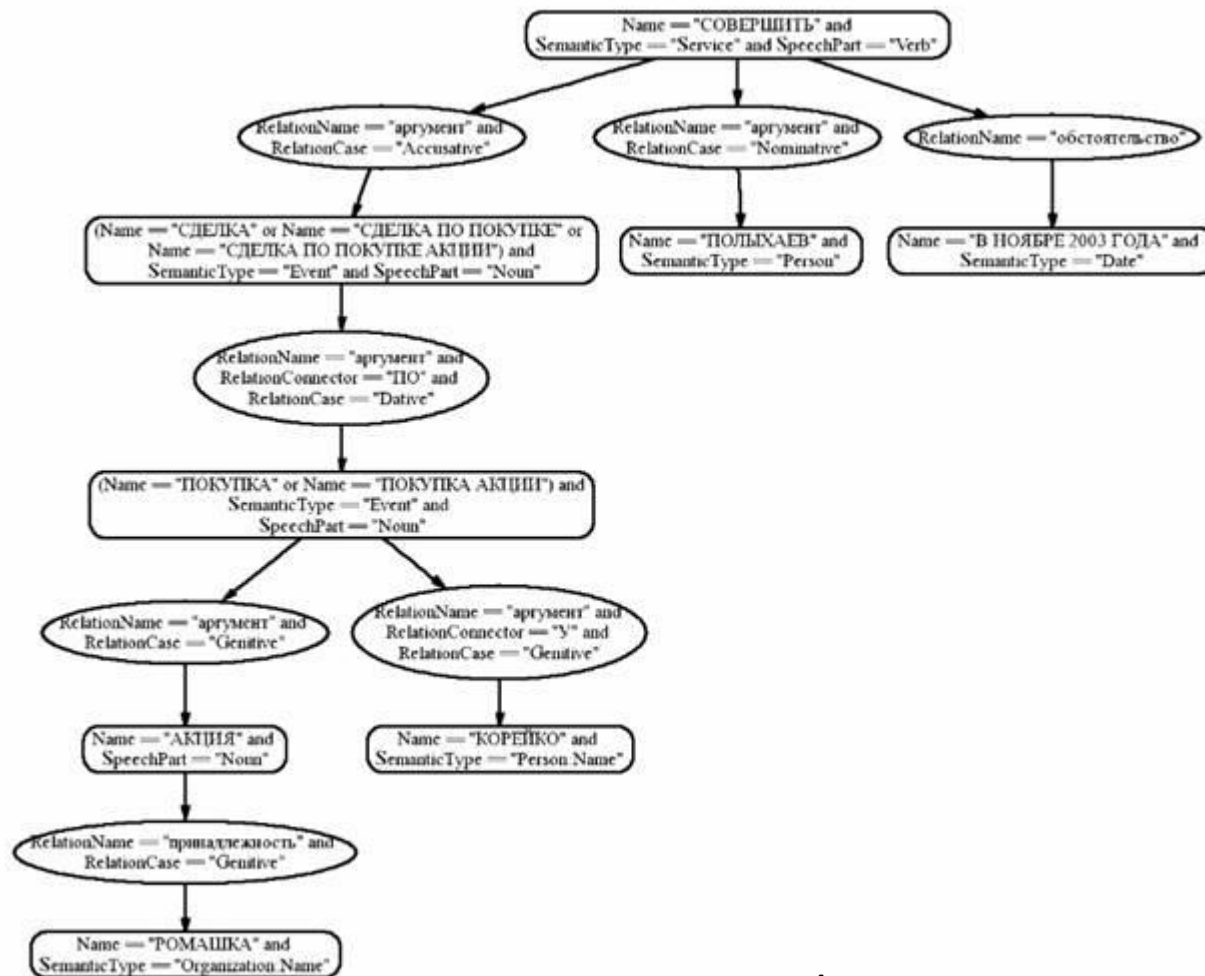 Name == "СОВЕРШИТЬ" and
SemanticType == "Service" and SpeechPart == "Verb"
RelationName == "аргумент" and
RelationCase == "Accusative"
RelationName == "аргумент" and
RelationCase == "Nominative"
RelationName == "обстоятельство"
(Name == "СДЕЛКА" or Name == "СДЕЛКА ПО ПОКУПКЕ" or
Name == "СДЕЛКА ПО ПОКУПКЕ АКЦИИ") and
SemanticType == "Event" and SpeechPart == "Noun"
Name == "ПОЛЫХАЕВ" and
SemanticType == "Person"
Name == "В НОЯБРЕ 2003 ГОДА" and
SemanticType == "Date"
RelationName == "аргумент" and
RelationConnector == "ПО" and
RelationCase == "Dative"
(Name == "ПОКУПКА" or Name == "ПОКУПКА АКЦИИ") and
SemanticType == "Event" and
SpeechPart == "Noun"
RelationName == "аргумент" and
RelationCase == "Genitive"
RelationName == "аргумент" and
RelationConnector == "У" and
RelationCase == "Genitive"
Name == "АКЦИЯ" and
SpeechPart == "Noun"
Name == "КОРЕЙКО" and
SemanticType == "Person:Name"
RelationName == "принадлежность" and
RelationCase == "Genitive"
Name == "РОМАШКА" and
SemanticType == "Organization:Name"